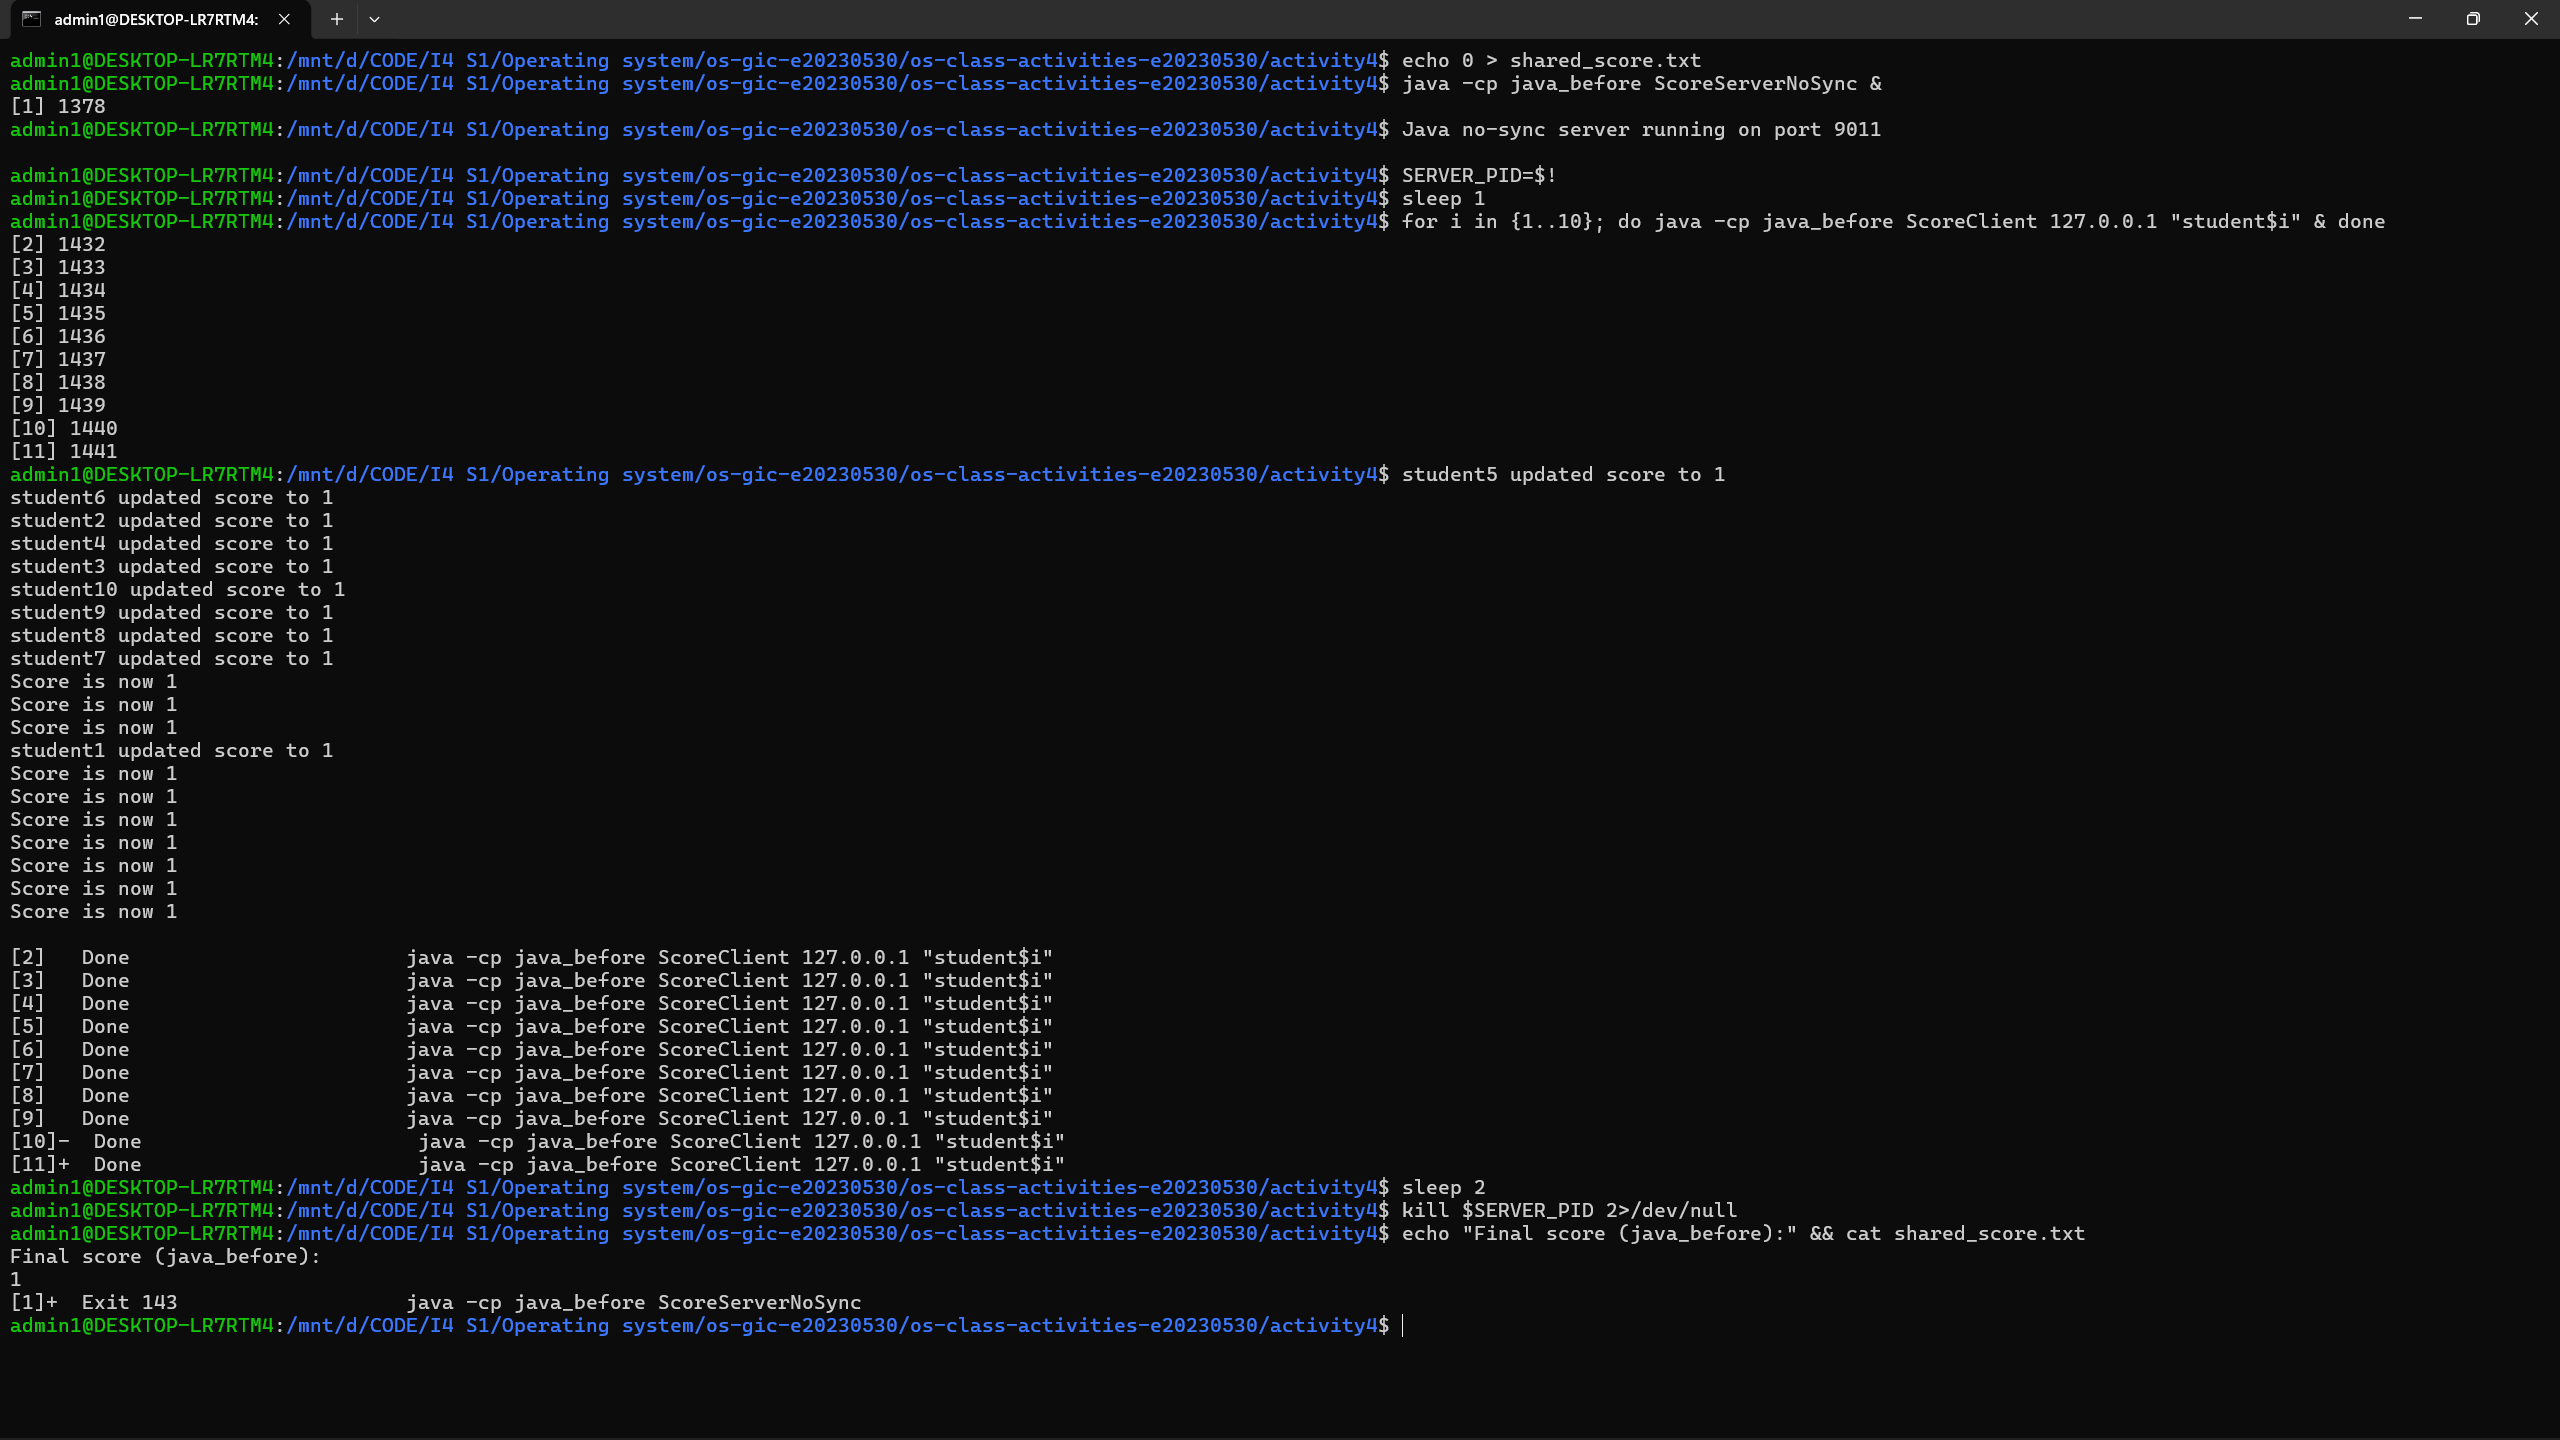 admin1@DESKTOP-LR7RTM4:
admin1@DESKTOP-LR7RTM4:/mnt/d/CODE/I4 S1/Operating system/os-gic-e20230530/os-class-activities-e20230530/activity4$ echo 0 > shared_score.txt
admin1@DESKTOP-LR7RTM4:/mnt/d/CODE/I4 S1/Operating system/os-gic-e20230530/os-class-activities-e20230530/activity4$ java -cp java_before ScoreServerNoSync &
[1] 1378
admin1@DESKTOP-LR7RTM4:/mnt/d/CODE/I4 S1/Operating system/os-gic-e20230530/os-class-activities-e20230530/activity4$ Java no-sync server running on port 9011
admin1@DESKTOP-LR7RTM4:/mnt/d/CODE/I4 S1/Operating system/os-gic-e20230530/os-class-activities-e20230530/activity4$ SERVER_PID=$!
admin1@DESKTOP-LR7RTM4:/mnt/d/CODE/I4 S1/Operating system/os-gic-e20230530/os-class-activities-e20230530/activity4$ sleep 1
admin1@DESKTOP-LR7RTM4:/mnt/d/CODE/I4 S1/Operating system/os-gic-e20230530/os-class-activities-e20230530/activity4$ for i in {1..10}; do java -cp java_before ScoreClient 127.0.0.1 "student$i" & done
[2] 1432
[3] 1433
[4] 1434
[5] 1435
[6] 1436
[7] 1437
[8] 1438
[9] 1439
[10] 1440
[11] 1441
admin1@DESKTOP-LR7RTM4:/mnt/d/CODE/I4 S1/Operating system/os-gic-e20230530/os-class-activities-e20230530/activity4$ student5 updated score to 1
student6 updated score to 1
student2 updated score to 1
student4 updated score to 1
student3 updated score to 1
student10 updated score to 1
student9 updated score to 1
student8 updated score to 1
student7 updated score to 1
Score is now 1
Score is now 1
Score is now 1
student1 updated score to 1
Score is now 1
Score is now 1
Score is now 1
Score is now 1
Score is now 1
Score is now 1
Score is now 1
[2]   Done                       java -cp java_before ScoreClient 127.0.0.1 "student$i"
[3]   Done                       java -cp java_before ScoreClient 127.0.0.1 "student$i"
[4]   Done                       java -cp java_before ScoreClient 127.0.0.1 "student$i"
[5]   Done                       java -cp java_before ScoreClient 127.0.0.1 "student$i"
[6]   Done                       java -cp java_before ScoreClient 127.0.0.1 "student$i"
[7]   Done                       java -cp java_before ScoreClient 127.0.0.1 "student$i"
[8]   Done                       java -cp java_before ScoreClient 127.0.0.1 "student$i"
[9]   Done                       java -cp java_before ScoreClient 127.0.0.1 "student$i"
[10]-  Done                       java -cp java_before ScoreClient 127.0.0.1 "student$i"
[11]+  Done                       java -cp java_before ScoreClient 127.0.0.1 "student$i"
admin1@DESKTOP-LR7RTM4:/mnt/d/CODE/I4 S1/Operating system/os-gic-e20230530/os-class-activities-e20230530/activity4$ sleep 2
admin1@DESKTOP-LR7RTM4:/mnt/d/CODE/I4 S1/Operating system/os-gic-e20230530/os-class-activities-e20230530/activity4$ kill $SERVER_PID 2>/dev/null
admin1@DESKTOP-LR7RTM4:/mnt/d/CODE/I4 S1/Operating system/os-gic-e20230530/os-class-activities-e20230530/activity4$ echo "Final score (java_before):" && cat shared_score.txt
Final score (java_before):
1
[1]+  Exit 143                   java -cp java_before ScoreServerNoSync
admin1@DESKTOP-LR7RTM4:/mnt/d/CODE/I4 S1/Operating system/os-gic-e20230530/os-class-activities-e20230530/activity4$